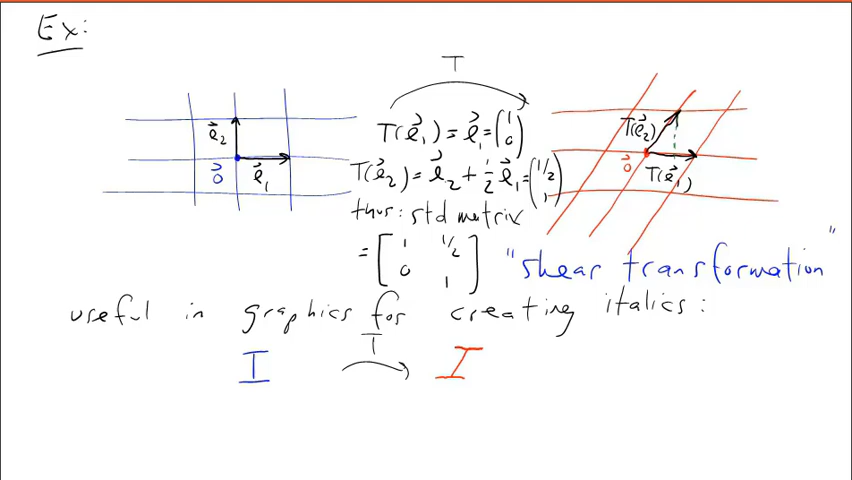 Ex:
T
T(e⃗₁) = e⃗₁ = (1 0)
T(e⃗₂) = e⃗₂ + ½ e⃗₁ = (1/2 1)
thus: std matrix
= [1 1/2
0 1]
e⃗₂
0⃗ e⃗₁
T(e⃗₂)
0⃗ T(e⃗₁)
"shear transformation"
useful in graphics for creating italics:
T
I I